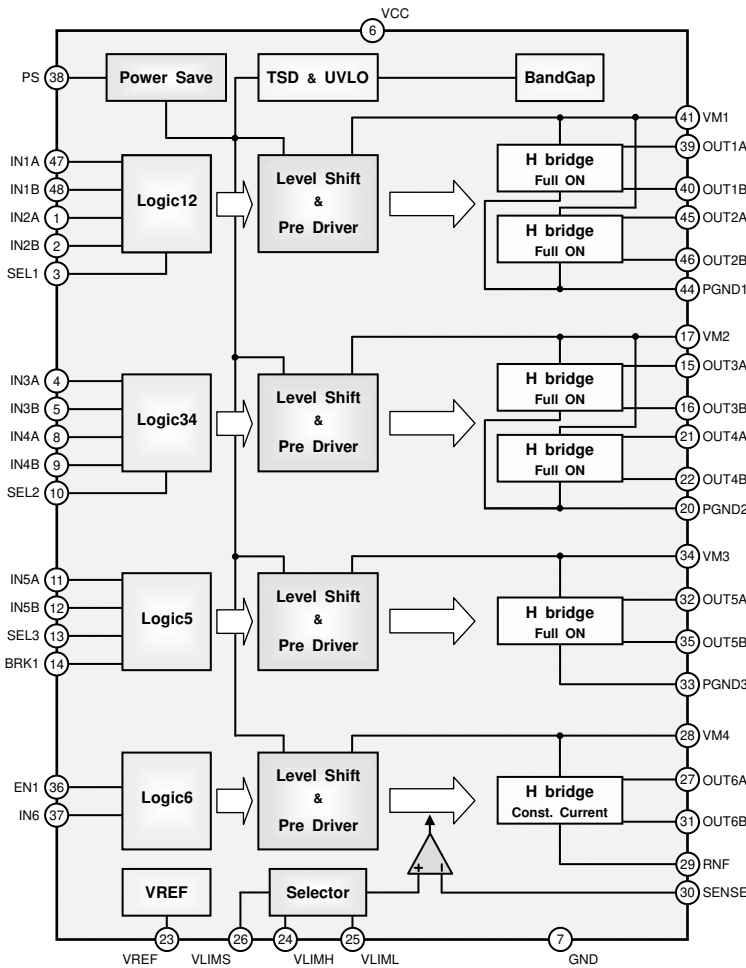 VCC
6
PS 38 Power Save TSD & UVLO BandGap
41 VM1
39 OUT1A
IN1A 47
H bridge
Full ON
IN1B 48
Level Shift
&
Pre Driver
40 OUT1B
Logic12
IN2A 1
45 OUT2A
IN2B 2
H bridge
Full ON
46 OUT2B
SEL1 3
44 PGND1
17 VM2
15 OUT3A
IN3A 4
H bridge
Full ON
IN3B 5
Level Shift
&
Pre Driver
16 OUT3B
Logic34
IN4A 8
21 OUT4A
IN4B 9
H bridge
Full ON
22 OUT4B
SEL2 10
20 PGND2
34 VM3
IN5A 11
32 OUT5A
IN5B 12
Logic5
Level Shift
&
Pre Driver
H bridge
Full ON
SEL3 13
35 OUT5B
BRK1 14
33 PGND3
28 VM4
EN1 36
27 OUT6A
Logic6
Level Shift
&
Pre Driver
H bridge
Const. Current
IN6 37
31 OUT6B
29 RNF
+ −
VREF Selector
30 SENSE
23 26 24 25 7
VREF VLIMS VLIMH VLIML GND